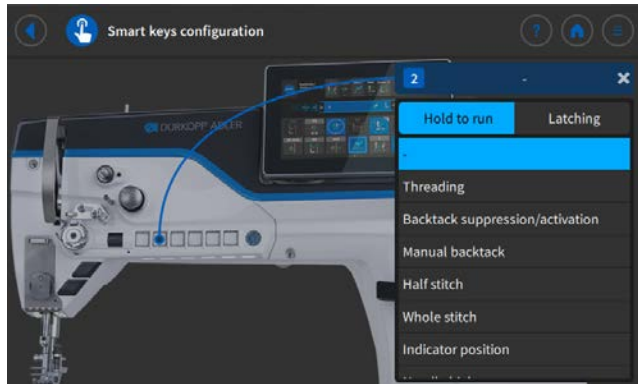 Smart keys configuration
?
2
-
×
DÜRKOPP ADLER
Hold to run
Latching
-
Threading
Backtack suppression/activation
Manual backtack
Half stitch
Whole stitch
Indicator position